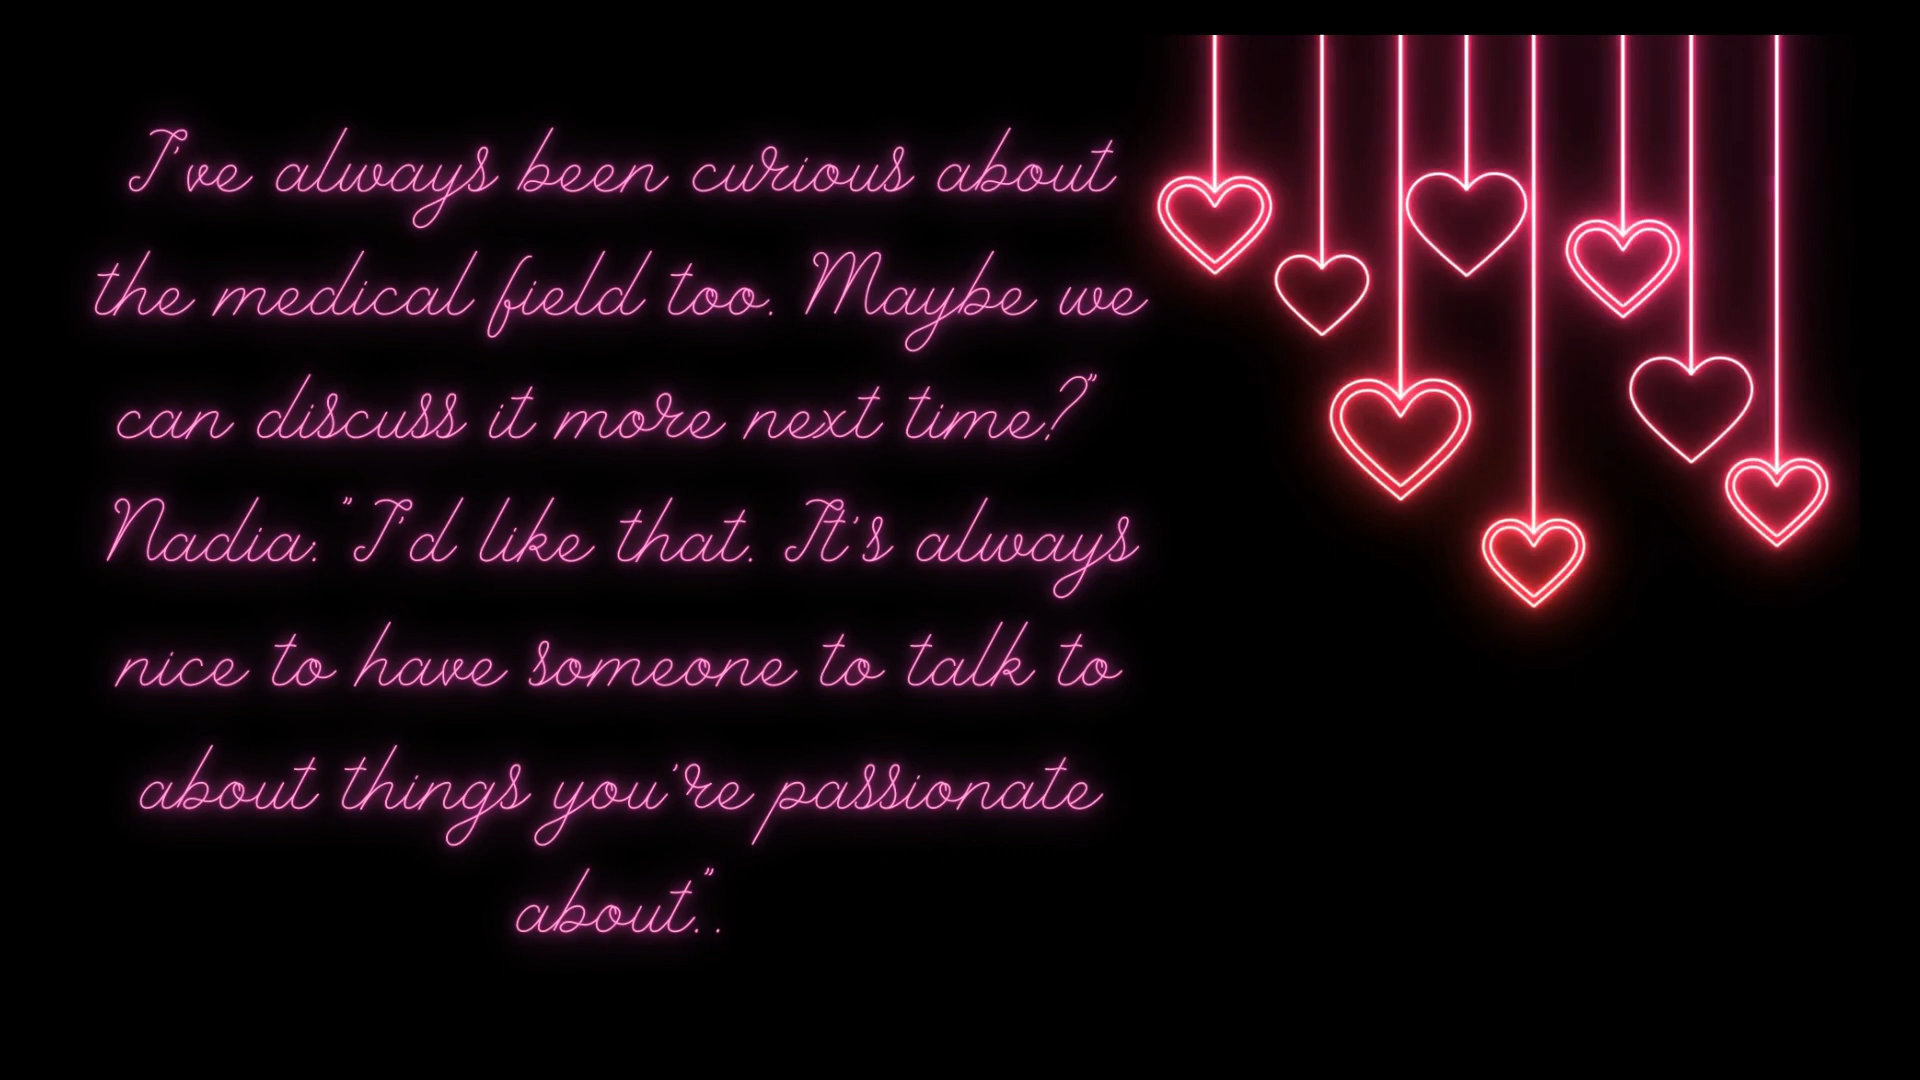 I've always been curious about
the medical field too. Maybe we
can discuss it more next time?"
Nadia: "I'd like that. It's always
nice to have someone to talk to
about things you're passionate
about.".